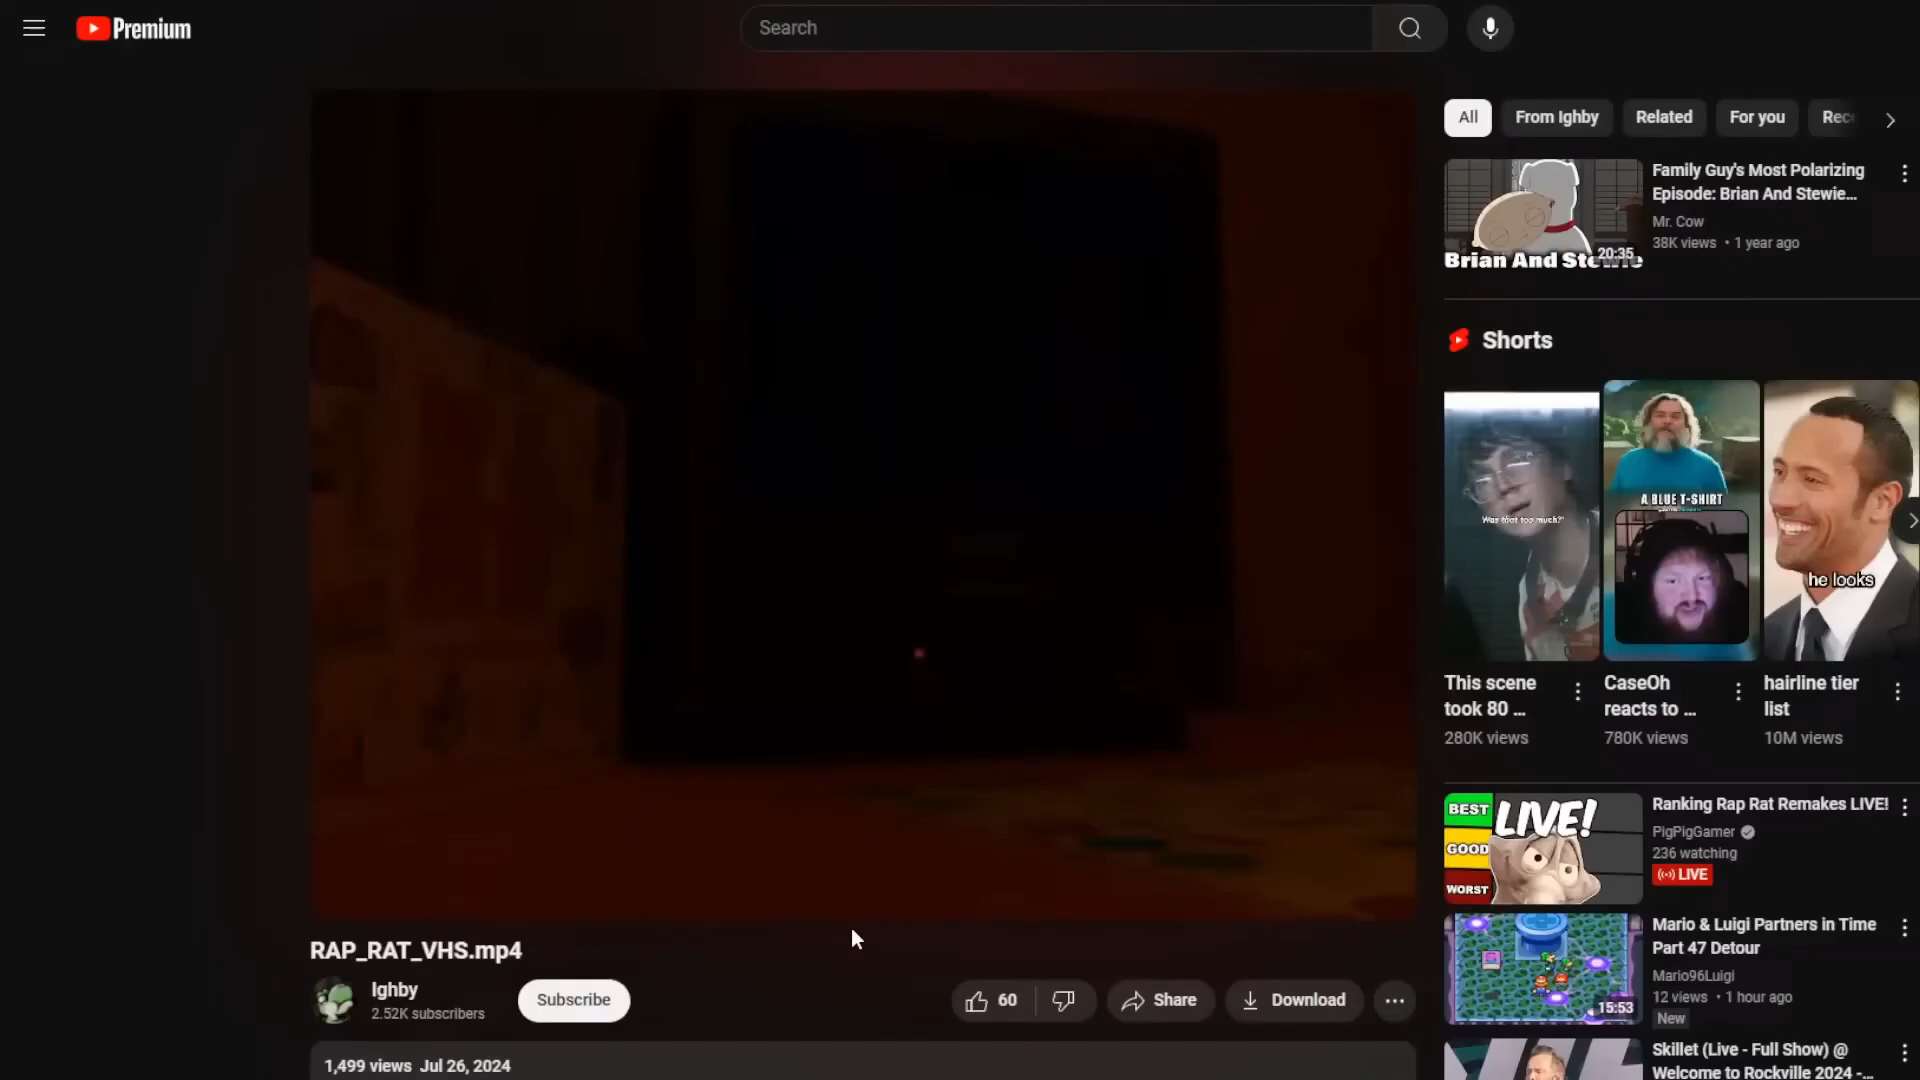 Premium
Search
All
From Ighby
Related
For you
Rec
Family Guy's Most Polarizing
Episode: Brian And Stewie...
Mr. Cow
38K views • 1 year ago
20:35
Brian And Stewie
Shorts
Was that too much?"
A BLUE T-SHIRT
he looks
This scene
took 80 ...
280K views
CaseOh
reacts to ...
780K views
hairline tier
list
10M views
BEST
GOOD
WORST
LIVE!
Ranking Rap Rat Remakes LIVE!
PigPigGamer
236 watching
LIVE
Mario & Luigi Partners in Time
Part 47 Detour
Mario96Luigi
12 views • 1 hour ago
New
15:53
Skillet (Live - Full Show) @
Welcome to Rockville 2024 -...
RAP_RAT_VHS.mp4
Ighby
2.52K subscribers
Subscribe
60
Share
Download
1,499 views Jul 26, 2024